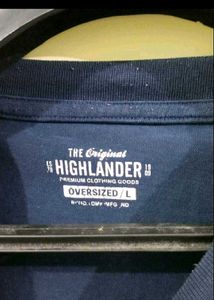 THE Original
HIGHLANDER
PREMIUM CLOTHING GOODS
OVERSIZED / L